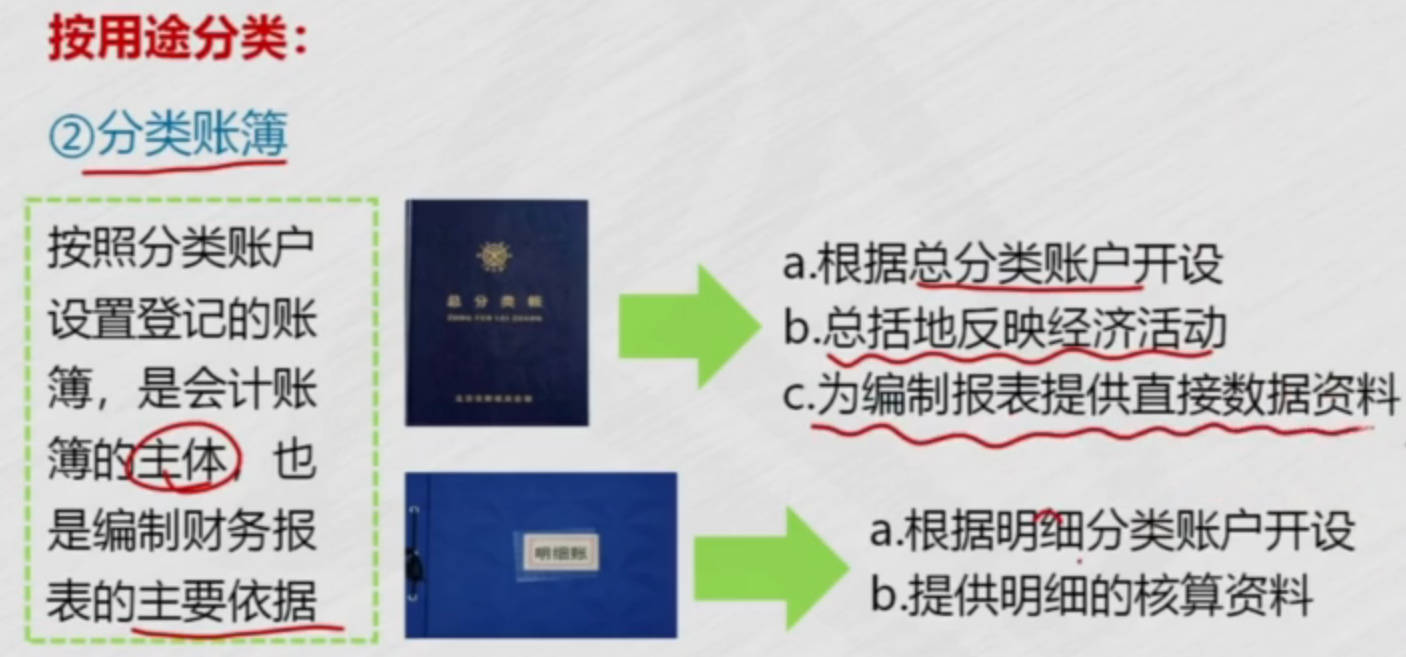 按用途分类：
②分类账簿
按照分类账户
设置登记的账
簿，是会计账
簿的主体，也
是编制财务报
表的主要依据
总分类帐
ZONG FEN LEI ZHANG
a.根据总分类账户开设
b.总括地反映经济活动
c.为编制报表提供直接数据资料
明细账
a.根据明细分类账户开设
b.提供明细的核算资料